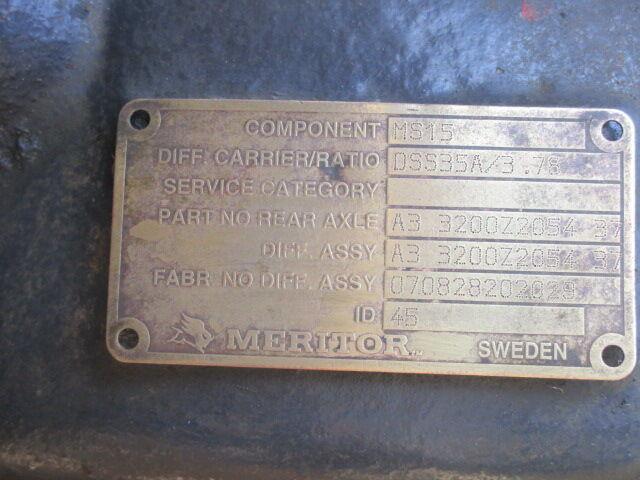 COMPONENT MS15
DIFF. CARRIER/RATIO DSS35A/3.78
SERVICE CATEGORY
PART NO REAR AXLE A3 3200Z2054 37
DIFF. ASSY A3 3200Z2054 37
FABR. NO DIFF. ASSY 070828202029
ID 45
MERITOR SWEDEN